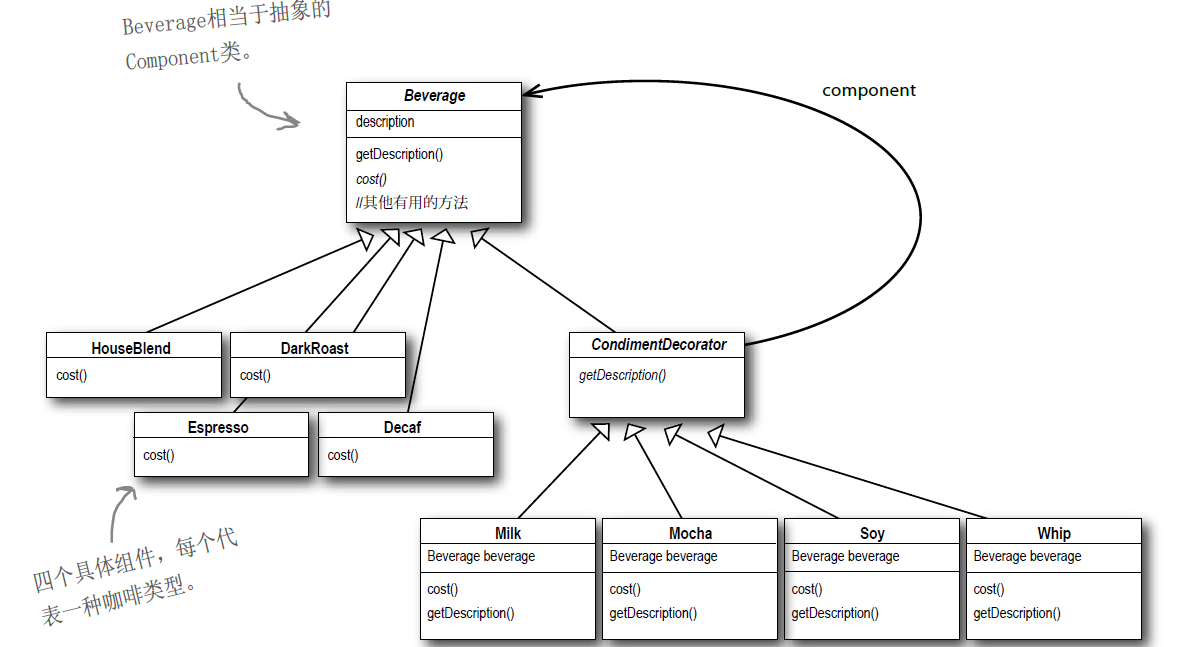 Beverage相当于抽象的
Component类。
component
Beverage
description
getDescription()
cost()
//其他有用的方法
HouseBlend
cost()
DarkRoast
cost()
CondimentDecorator
getDescription()
Espresso
cost()
Decaf
cost()
四个具体组件，每个代
表一种咖啡类型。
Milk
Beverage beverage
cost()
getDescription()
Mocha
Beverage beverage
cost()
getDescription()
Soy
Beverage beverage
cost()
getDescription()
Whip
Beverage beverage
cost()
getDescription()